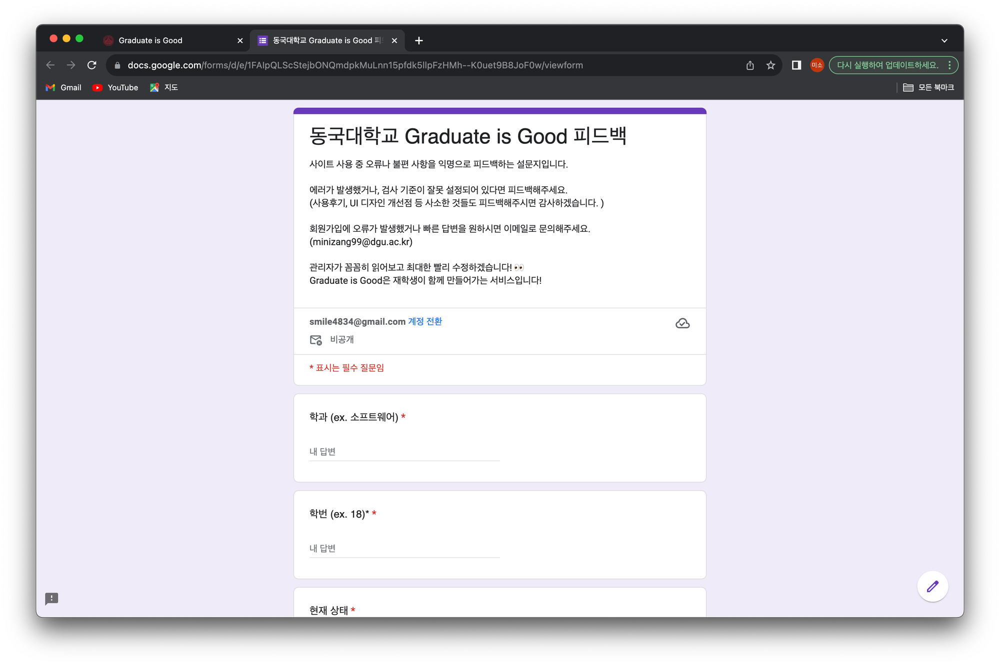 Graduate is Good
동국대학교 Graduate is Good 피
docs.google.com/forms/d/e/1FAIpQLScStejbONQmdpkMuLnn15pfdk5llpFzHMh--K0uet9B8JoF0w/viewform
미소
다시 실행하여 업데이트하세요.
Gmail
YouTube
지도
모든 북마크
동국대학교 Graduate is Good 피드백
사이트 사용 중 오류나 불편 사항을 익명으로 피드백하는 설문지입니다.
에러가 발생했거나, 검사 기준이 잘못 설정되어 있다면 피드백해주세요.
(사용후기, UI 디자인 개선점 등 사소한 것들도 피드백해주시면 감사하겠습니다. )
회원가입에 오류가 발생했거나 빠른 답변을 원하시면 이메일로 문의해주세요.
(minizang99@dgu.ac.kr)
관리자가 꼼꼼히 읽어보고 최대한 빨리 수정하겠습니다! 👀
Graduate is Good은 재학생이 함께 만들어가는 서비스입니다!
smile4834@gmail.com 계정 전환
비공개
* 표시는 필수 질문임
학과 (ex. 소프트웨어) *
내 답변
학번 (ex. 18)* *
내 답변
현재 상태 *